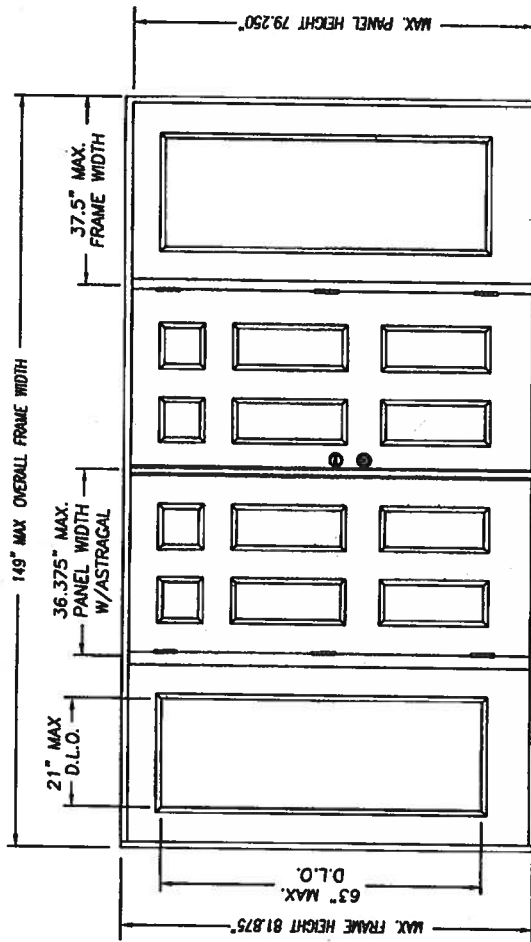 149" MAX OVERALL FRAME WIDTH
37.5" MAX.
FRAME WIDTH
36.375" MAX.
PANEL WIDTH
W/ASTRAGAL
21" MAX
D.L.O.
63" MAX.
D.L.O.
MAX. FRAME HEIGHT 81.875"
MAX. PANEL HEIGHT 79.250"